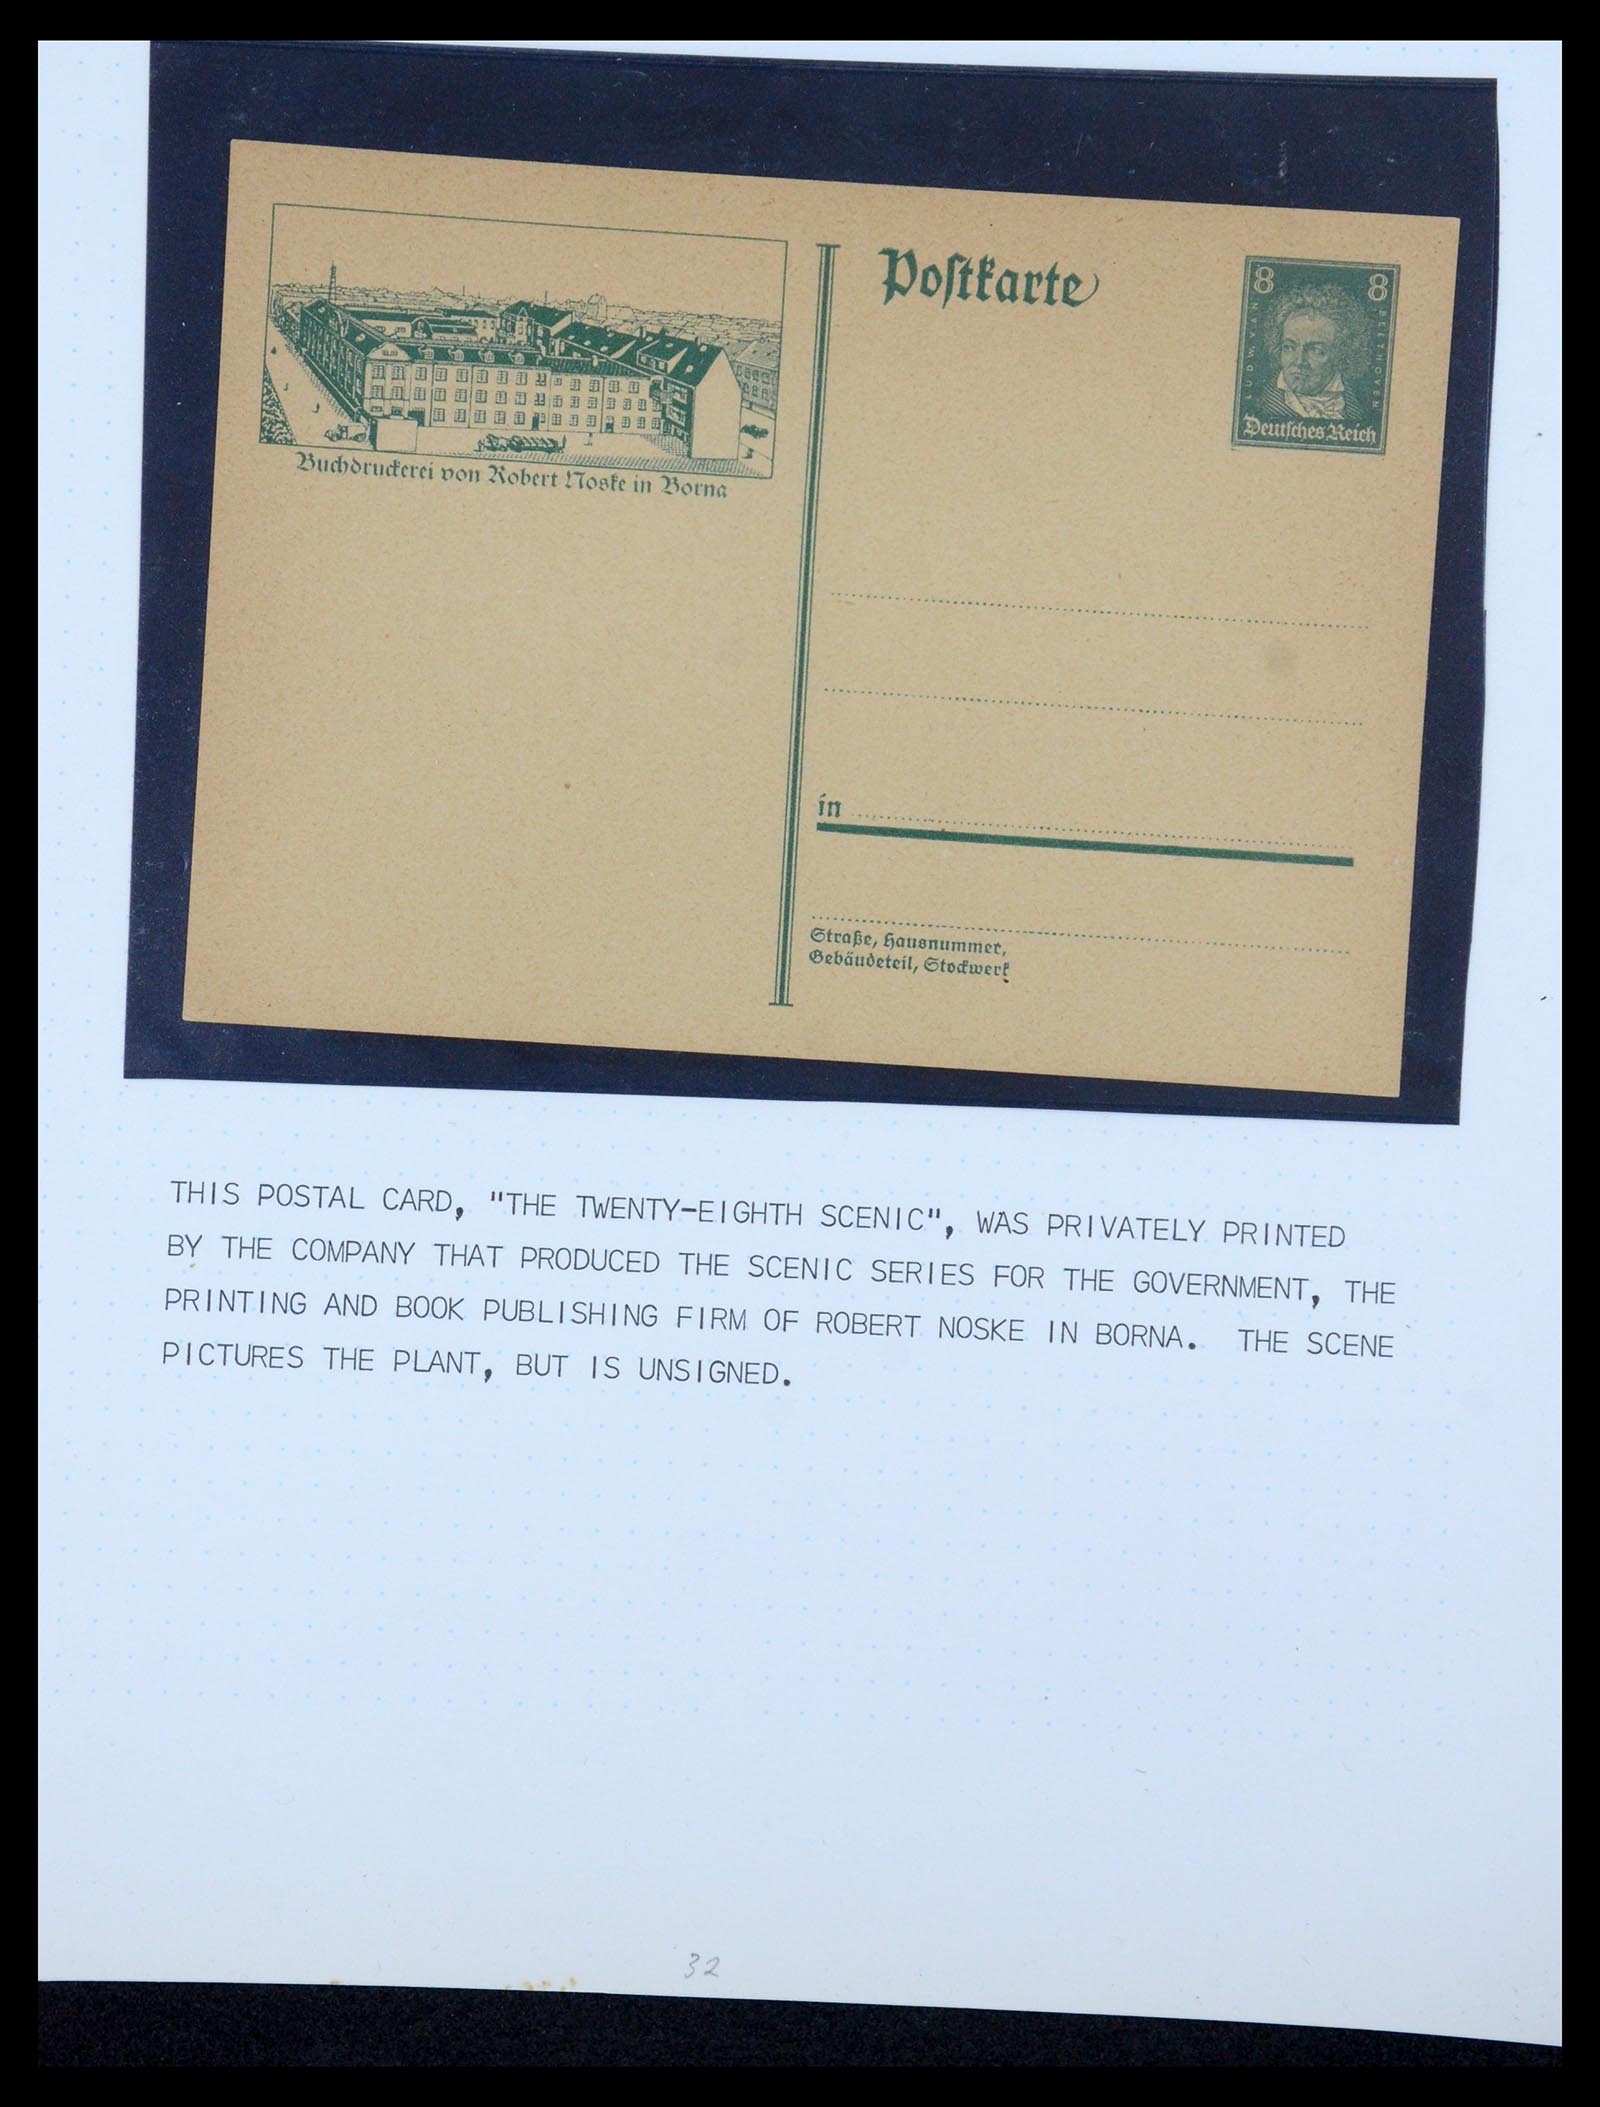 Postkarte
8 8
LUDW. VAN BEETHOVEN
Deutsches Reich
Buchdruckerei von Robert Noske in Borna
in
Straße, Hausnummer,
Gebäudeteil, Stockwerk
THIS POSTAL CARD, "THE TWENTY-EIGHTH SCENIC", WAS PRIVATELY PRINTED
BY THE COMPANY THAT PRODUCED THE SCENIC SERIES FOR THE GOVERNMENT, THE
PRINTING AND BOOK PUBLISHING FIRM OF ROBERT NOSKE IN BORNA. THE SCENE
PICTURES THE PLANT, BUT IS UNSIGNED.
32